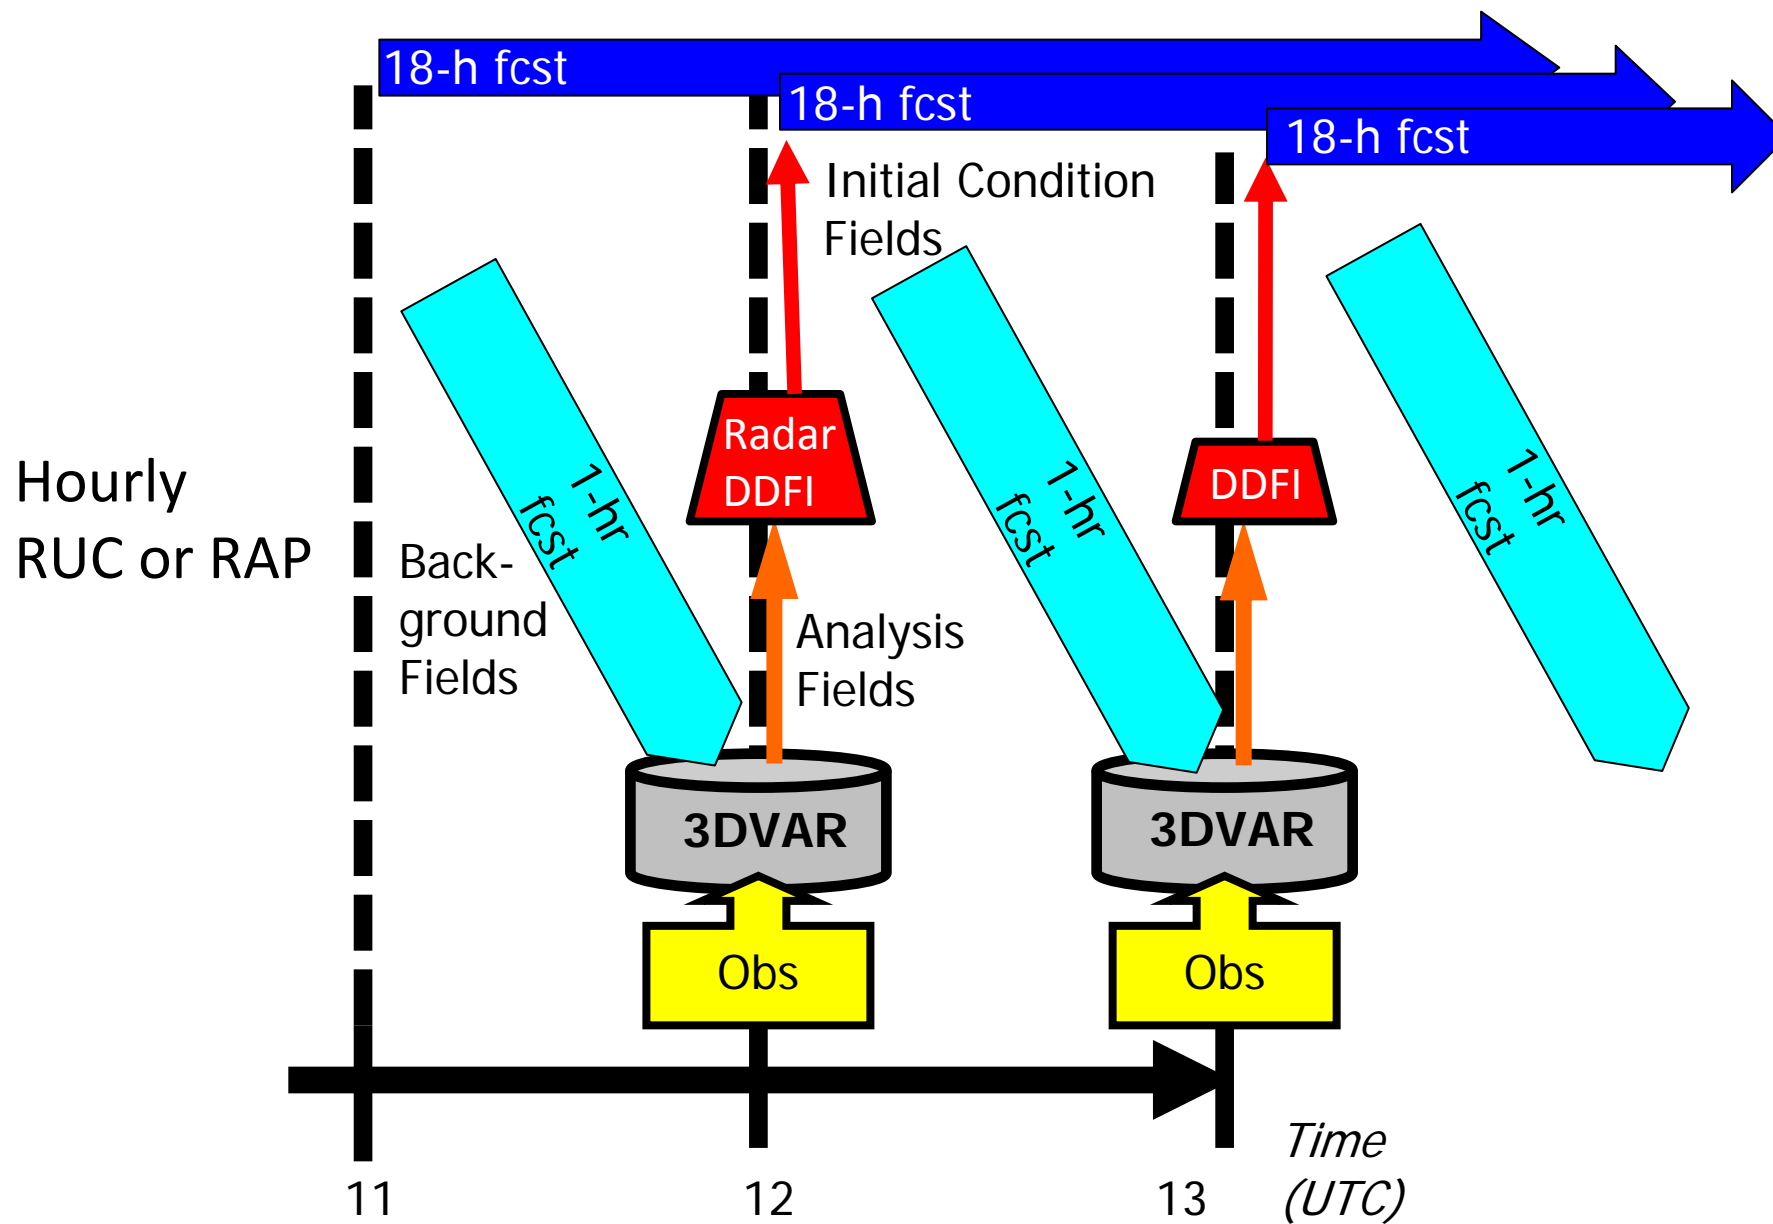 18-h fcst
18-h fcst
18-h fcst
Initial Condition
Fields
Hourly
RUC or RAP
1-hr
fcst
Back-
ground
Fields
Radar
DDFI
Analysis
Fields
1-hr
fcst
DDFI
1-hr
fcst
3DVAR
3DVAR
Obs
Obs
Time
(UTC)
11
12
13